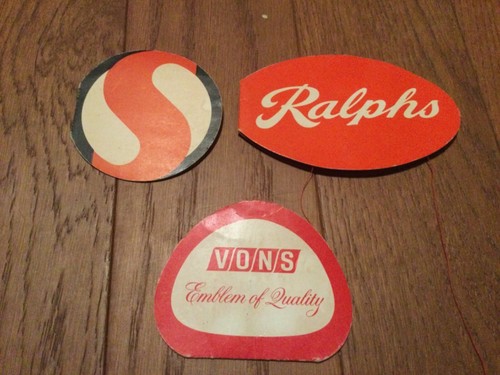 Ralphs
VONS
Emblem of Quality